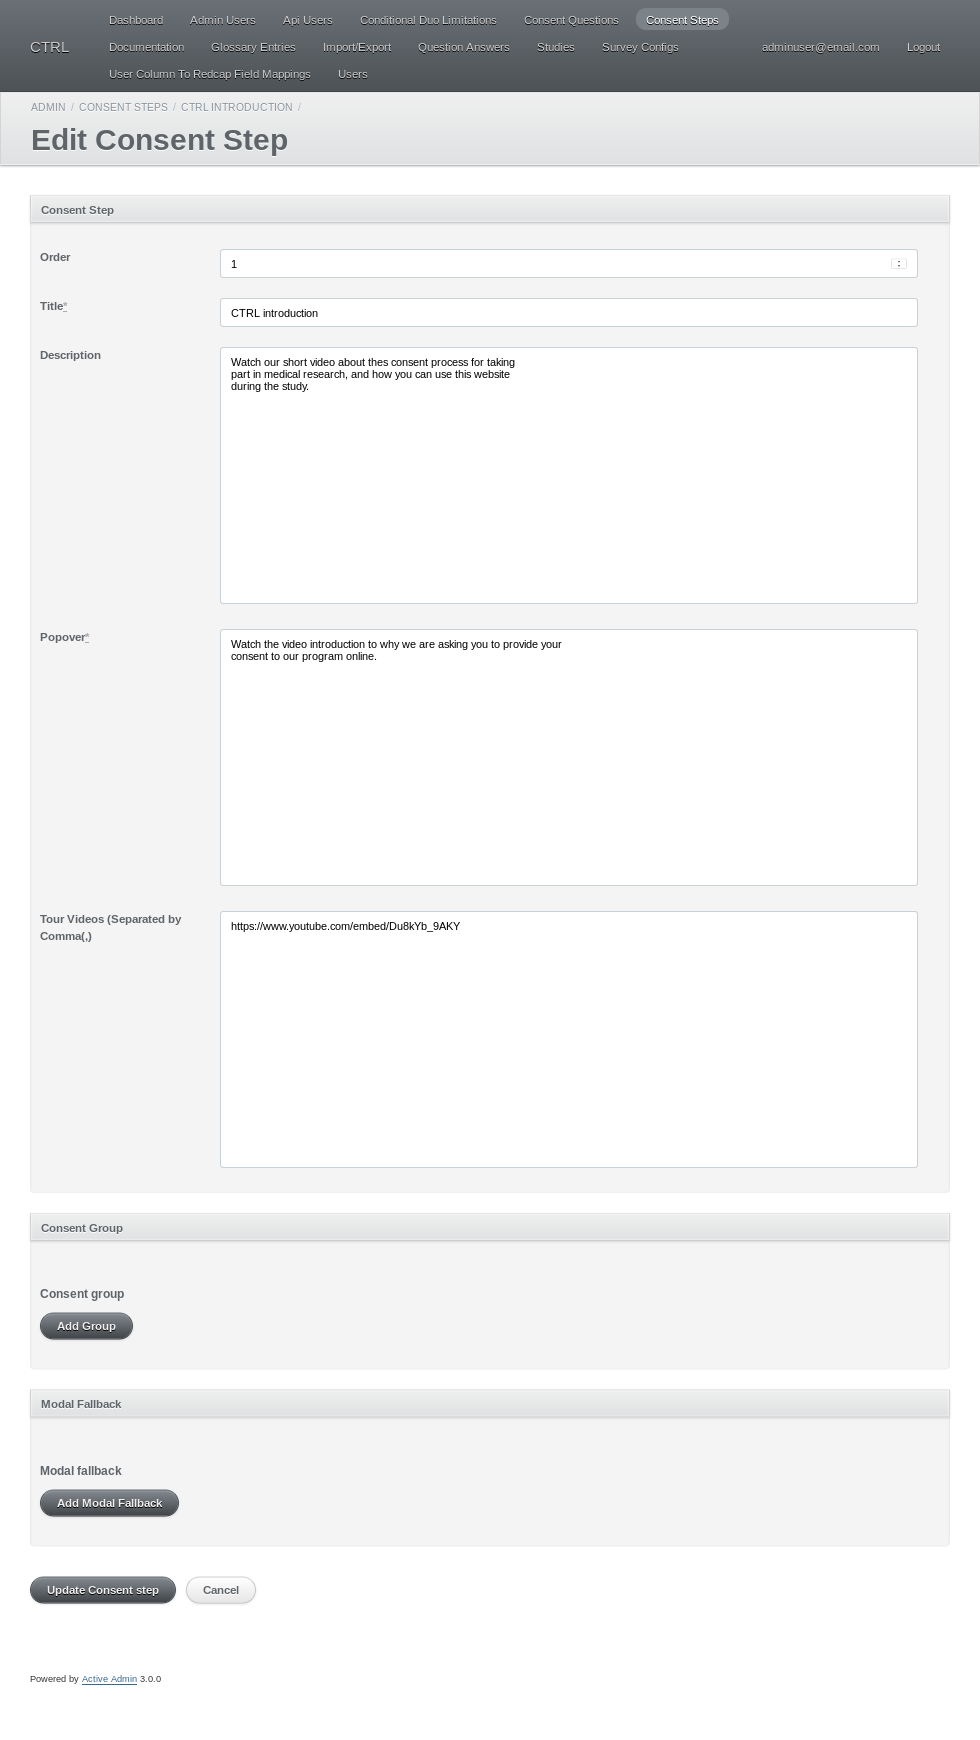 CTRL
Dashboard Admin Users Api Users Conditional Duo Limitations Consent Questions Consent Steps
Documentation Glossary Entries Import/Export Question Answers Studies Survey Configs
User Column To Redcap Field Mappings Users
adminuser@email.com Logout
ADMIN / CONSENT STEPS / CTRL INTRODUCTION /
Edit Consent Step
Consent Step
Order
1
Title*
CTRL introduction
Description
Watch our short video about thes consent process for taking
part in medical research, and how you can use this website
during the study.
Popover*
Watch the video introduction to why we are asking you to provide your
consent to our program online.
Tour Videos (Separated by
Comma(,)
https://www.youtube.com/embed/Du8kYb_9AKY
Consent Group
Consent group
Add Group
Modal Fallback
Modal fallback
Add Modal Fallback
Update Consent step Cancel
Powered by Active Admin 3.0.0